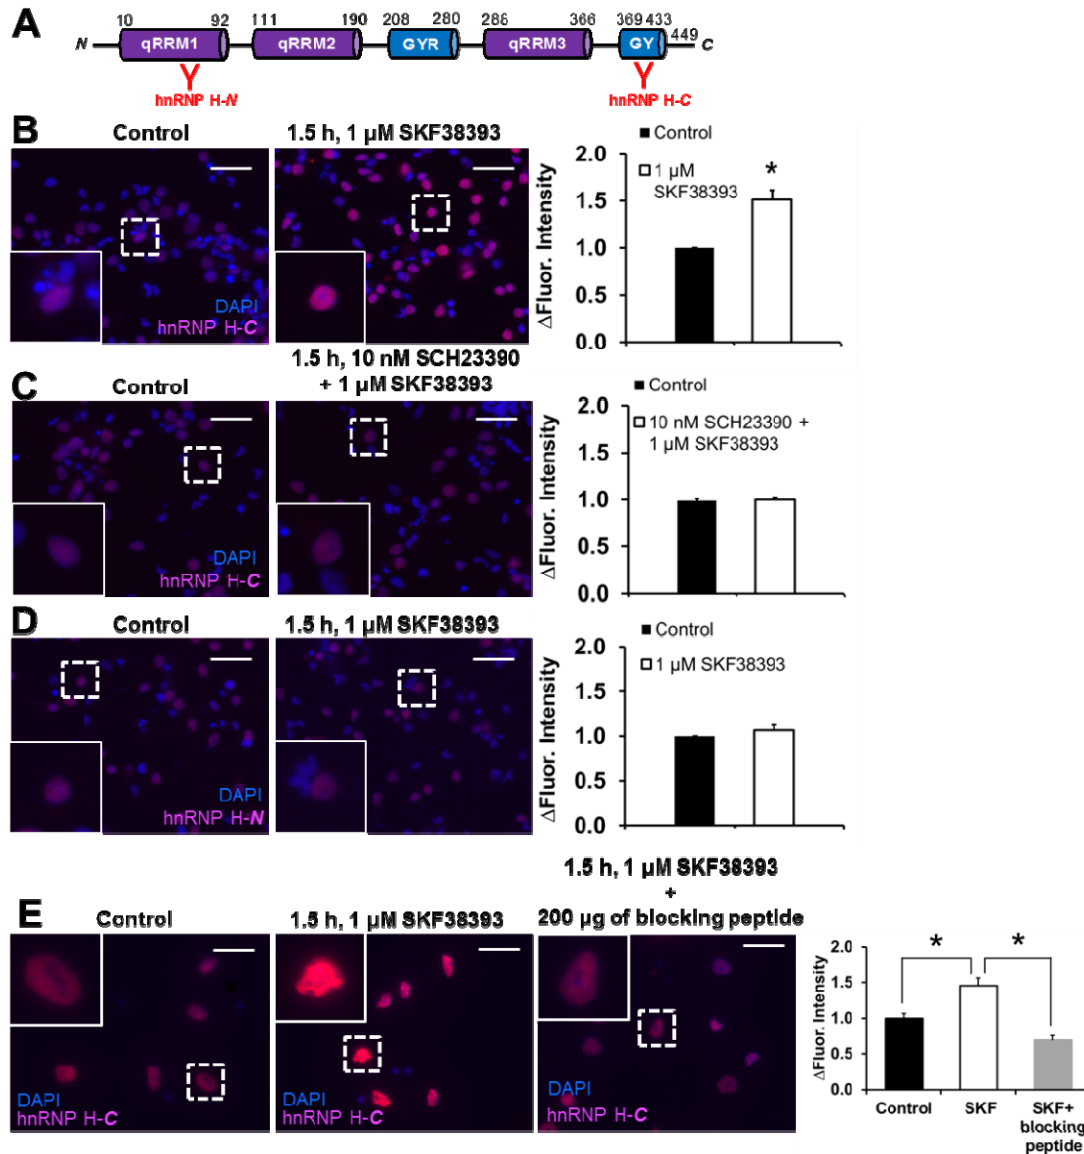 A
10 92 111 190 208 280 286 366 369 433 449
N qRRM1 qRRM2 GYR qRRM3 GY C
hnRNP H-N
hnRNP H-C
B
Control
1.5 h, 1 µM SKF38393
DAPI
hnRNP H-C
ΔFluor. Intensity
2.0
1.5
1.0
0.5
0.0
Control
1 µM
SKF38393
*
C
Control
1.5 h, 10 nM SCH23390
+ 1 µM SKF38393
DAPI
hnRNP H-C
ΔFluor. Intensity
2.0
1.5
1.0
0.5
0.0
Control
10 nM SCH23390 +
1 µM SKF38393
D
Control
1.5 h, 1 µM SKF38393
DAPI
hnRNP H-N
ΔFluor. Intensity
2.0
1.5
1.0
0.5
0.0
Control
1 µM SKF38393
E
Control
1.5 h, 1 µM SKF38393
1.5 h, 1 µM SKF38393
+
200 µg of blocking peptide
DAPI
hnRNP H-C
DAPI
hnRNP H-C
DAPI
hnRNP H-C
ΔFluor. Intensity
2.0
1.5
1.0
0.5
0.0
* *
Control
SKF
SKF+
blocking
peptide